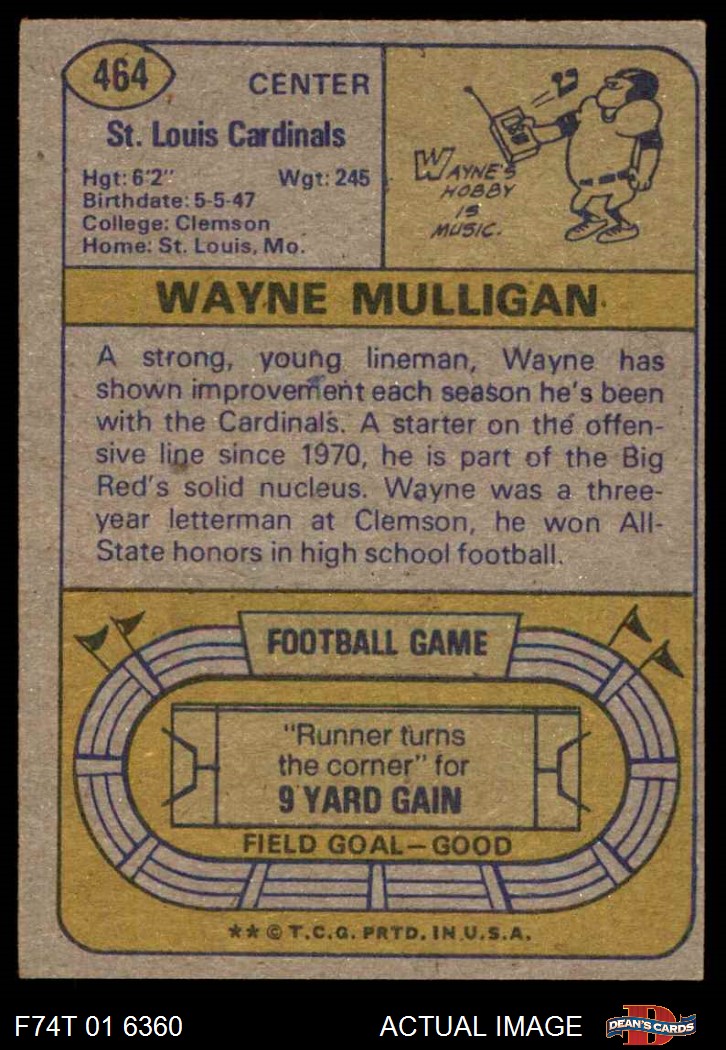 464
CENTER
St. Louis Cardinals
Hgt: 6'2" Wgt: 245
Birthdate: 5-5-47
College: Clemson
Home: St. Louis, Mo.
WAYNE'S
HOBBY
IS
MUSIC.
WAYNE MULLIGAN
A strong, young lineman, Wayne has
shown improvement each season he's been
with the Cardinals. A starter on the offen-
sive line since 1970, he is part of the Big
Red's solid nucleus. Wayne was a three-
year letterman at Clemson, he won All-
State honors in high school football.
FOOTBALL GAME
"Runner turns
the corner" for
9 YARD GAIN
FIELD GOAL—GOOD
** © T.C.G. PRTD. IN U.S.A.
F74T 01 6360 ACTUAL IMAGE
D
DEAN'S CARDS